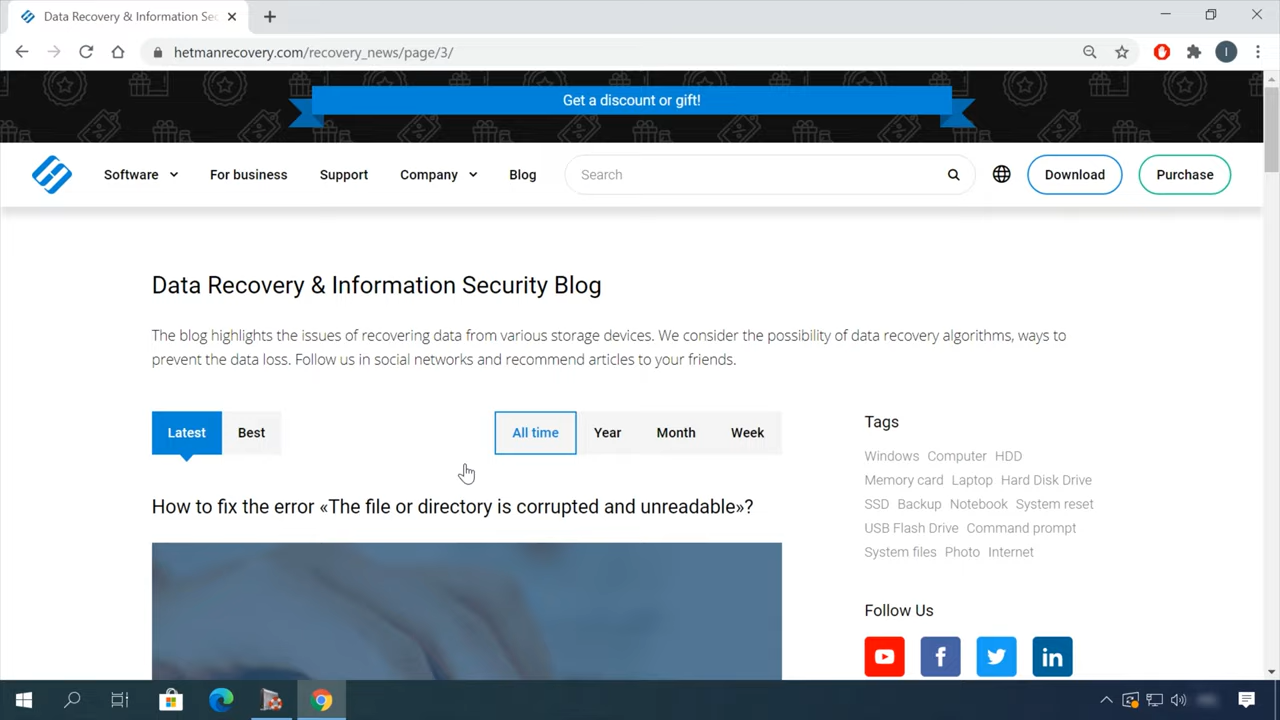 Data Recovery & Information Sec
hetmanrecovery.com/recovery_news/page/3/
I
Get a discount or gift!
Software For business Support Company Blog Search Download Purchase
Data Recovery & Information Security Blog
The blog highlights the issues of recovering data from various storage devices. We consider the possibility of data recovery algorithms, ways to
prevent the data loss. Follow us in social networks and recommend articles to your friends.
Latest Best All time Year Month Week
How to fix the error «The file or directory is corrupted and unreadable»?
Tags
Windows Computer HDD
Memory card Laptop Hard Disk Drive
SSD Backup Notebook System reset
USB Flash Drive Command prompt
System files Photo Internet
Follow Us